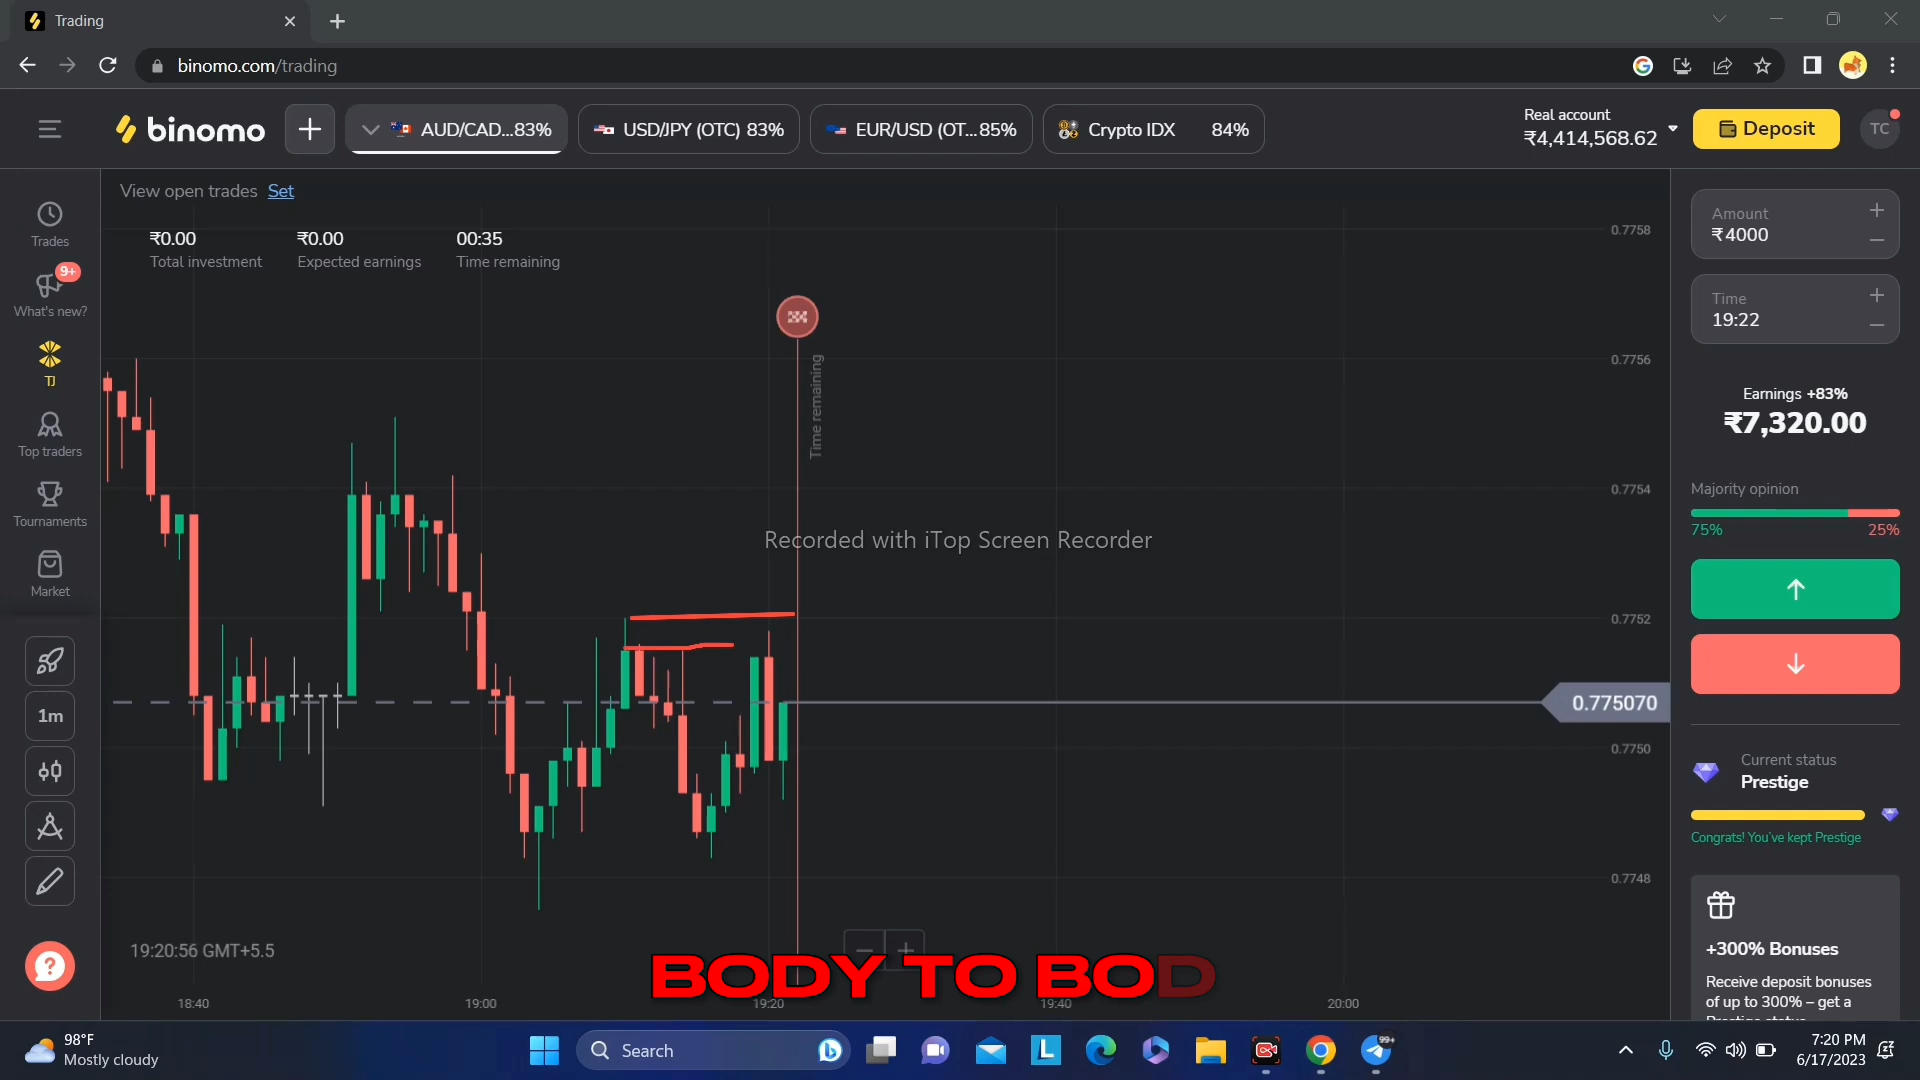 Trading
binomo.com/trading
binomo
AUD/CAD...83%
USD/JPY (OTC) 83%
EUR/USD (OT...85%
Crypto IDX 84%
Real account
₹4,414,568.62
Deposit
TC
View open trades Set
₹0.00
Total investment
₹0.00
Expected earnings
00:35
Time remaining
Trades
9+
What's new?
TJ
Top traders
Tournaments
Market
1m
Time remaining
Recorded with iTop Screen Recorder
0.7758
0.7756
0.7754
0.7752
0.775070
0.7750
0.7748
19:20:56 GMT+5.5
BODY TO BOD
18:40
19:00
19:20
19:40
20:00
Amount
₹4000
Time
19:22
Earnings +83%
₹7,320.00
Majority opinion
75% 25%
Current status
Prestige
Congrats! You've kept Prestige
+300% Bonuses
Receive deposit bonuses
of up to 300% – get a
Prestige status
98°F
Mostly cloudy
Search
L
99+
7:20 PM
6/17/2023